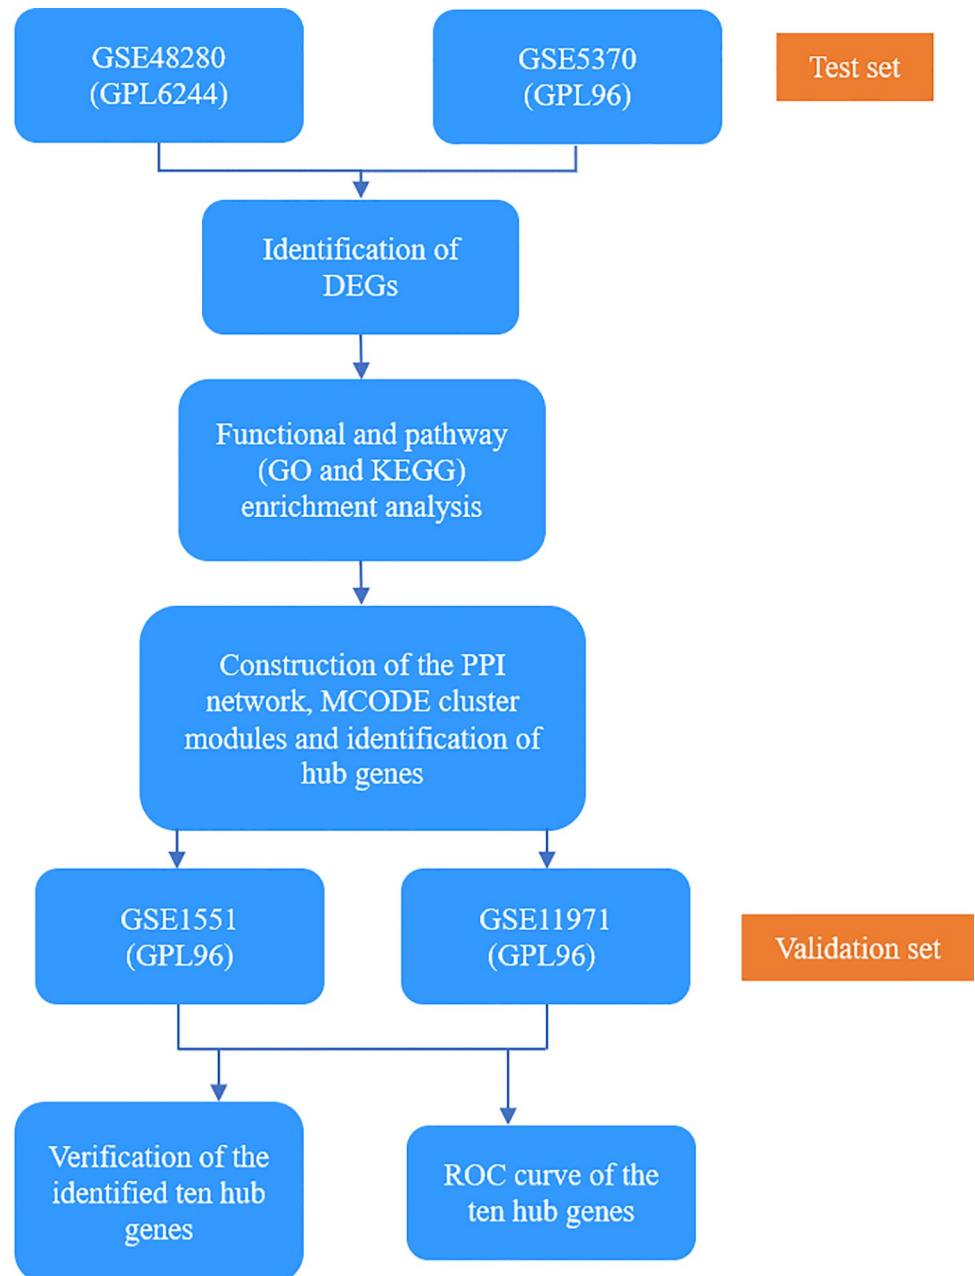 GSE48280
(GPL6244)
GSE5370
(GPL96)
Test set
Identification of
DEGs
Functional and pathway
(GO and KEGG)
enrichment analysis
Construction of the PPI
network, MCODE cluster
modules and identification of
hub genes
GSE1551
(GPL96)
GSE11971
(GPL96)
Validation set
Verification of the
identified ten hub
genes
ROC curve of the
ten hub genes